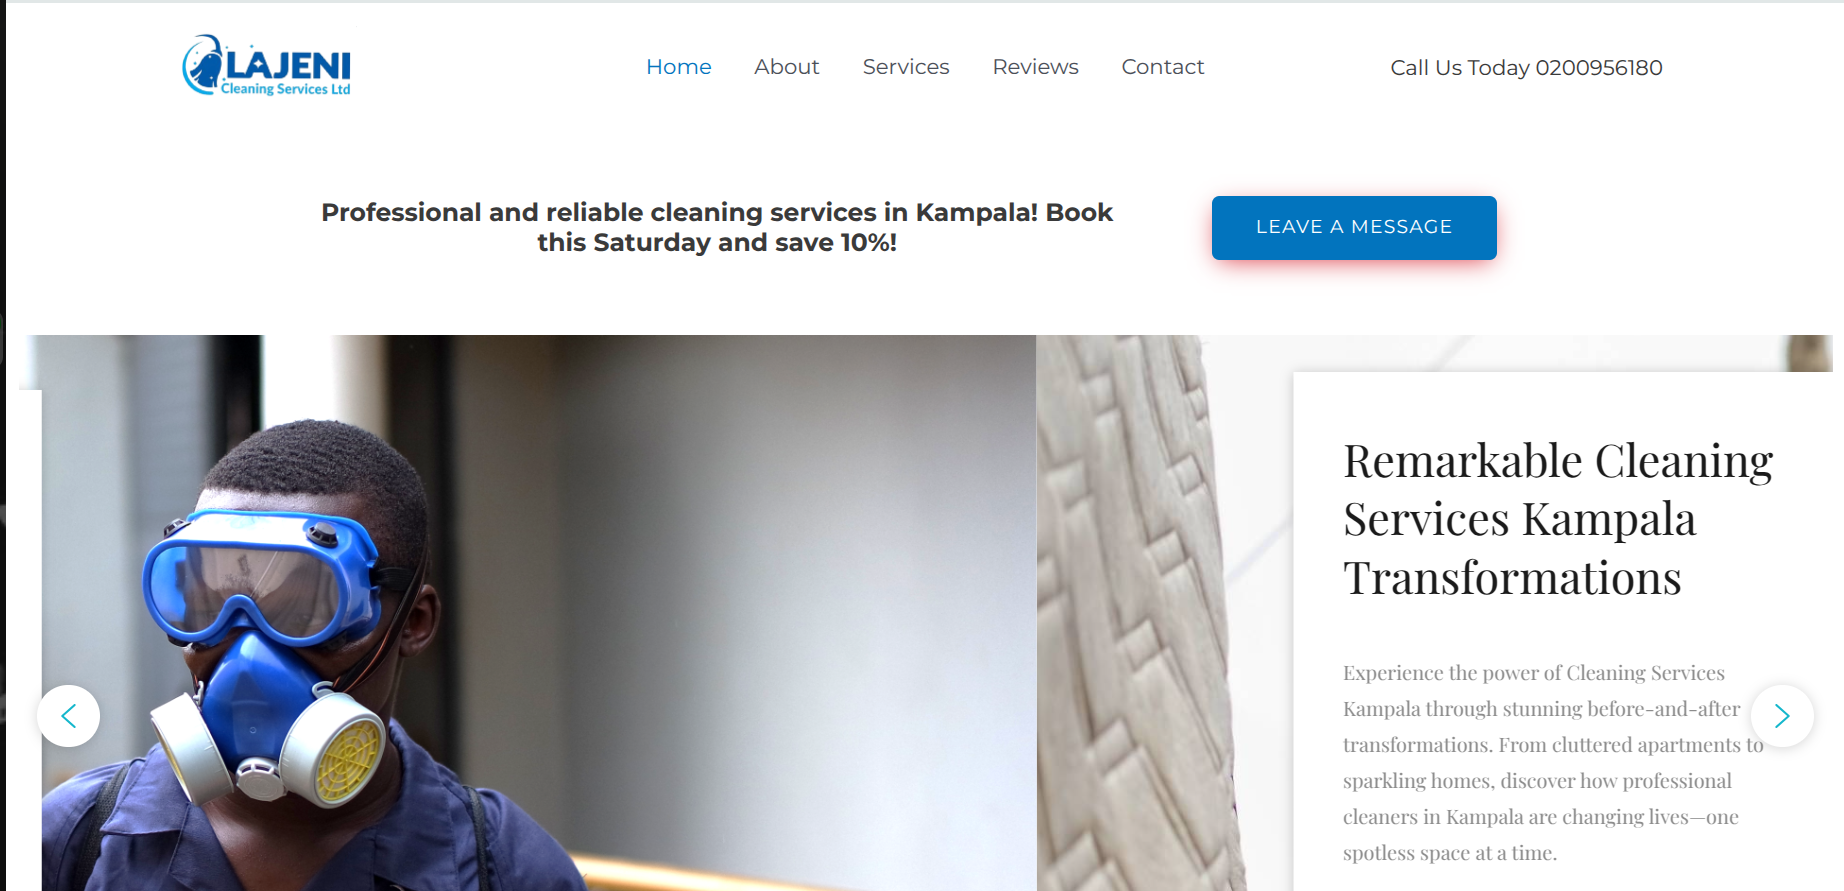 LAJENI
Cleaning Services Ltd
Home
About
Services
Reviews
Contact
Call Us Today 0200956180
Professional and reliable cleaning services in Kampala! Book
this Saturday and save 10%!
LEAVE A MESSAGE
Remarkable Cleaning
Services Kampala
Transformations
Experience the power of Cleaning Services
Kampala through stunning before-and-after
transformations. From cluttered apartments to
sparkling homes, discover how professional
cleaners in Kampala are changing lives—one
spotless space at a time.